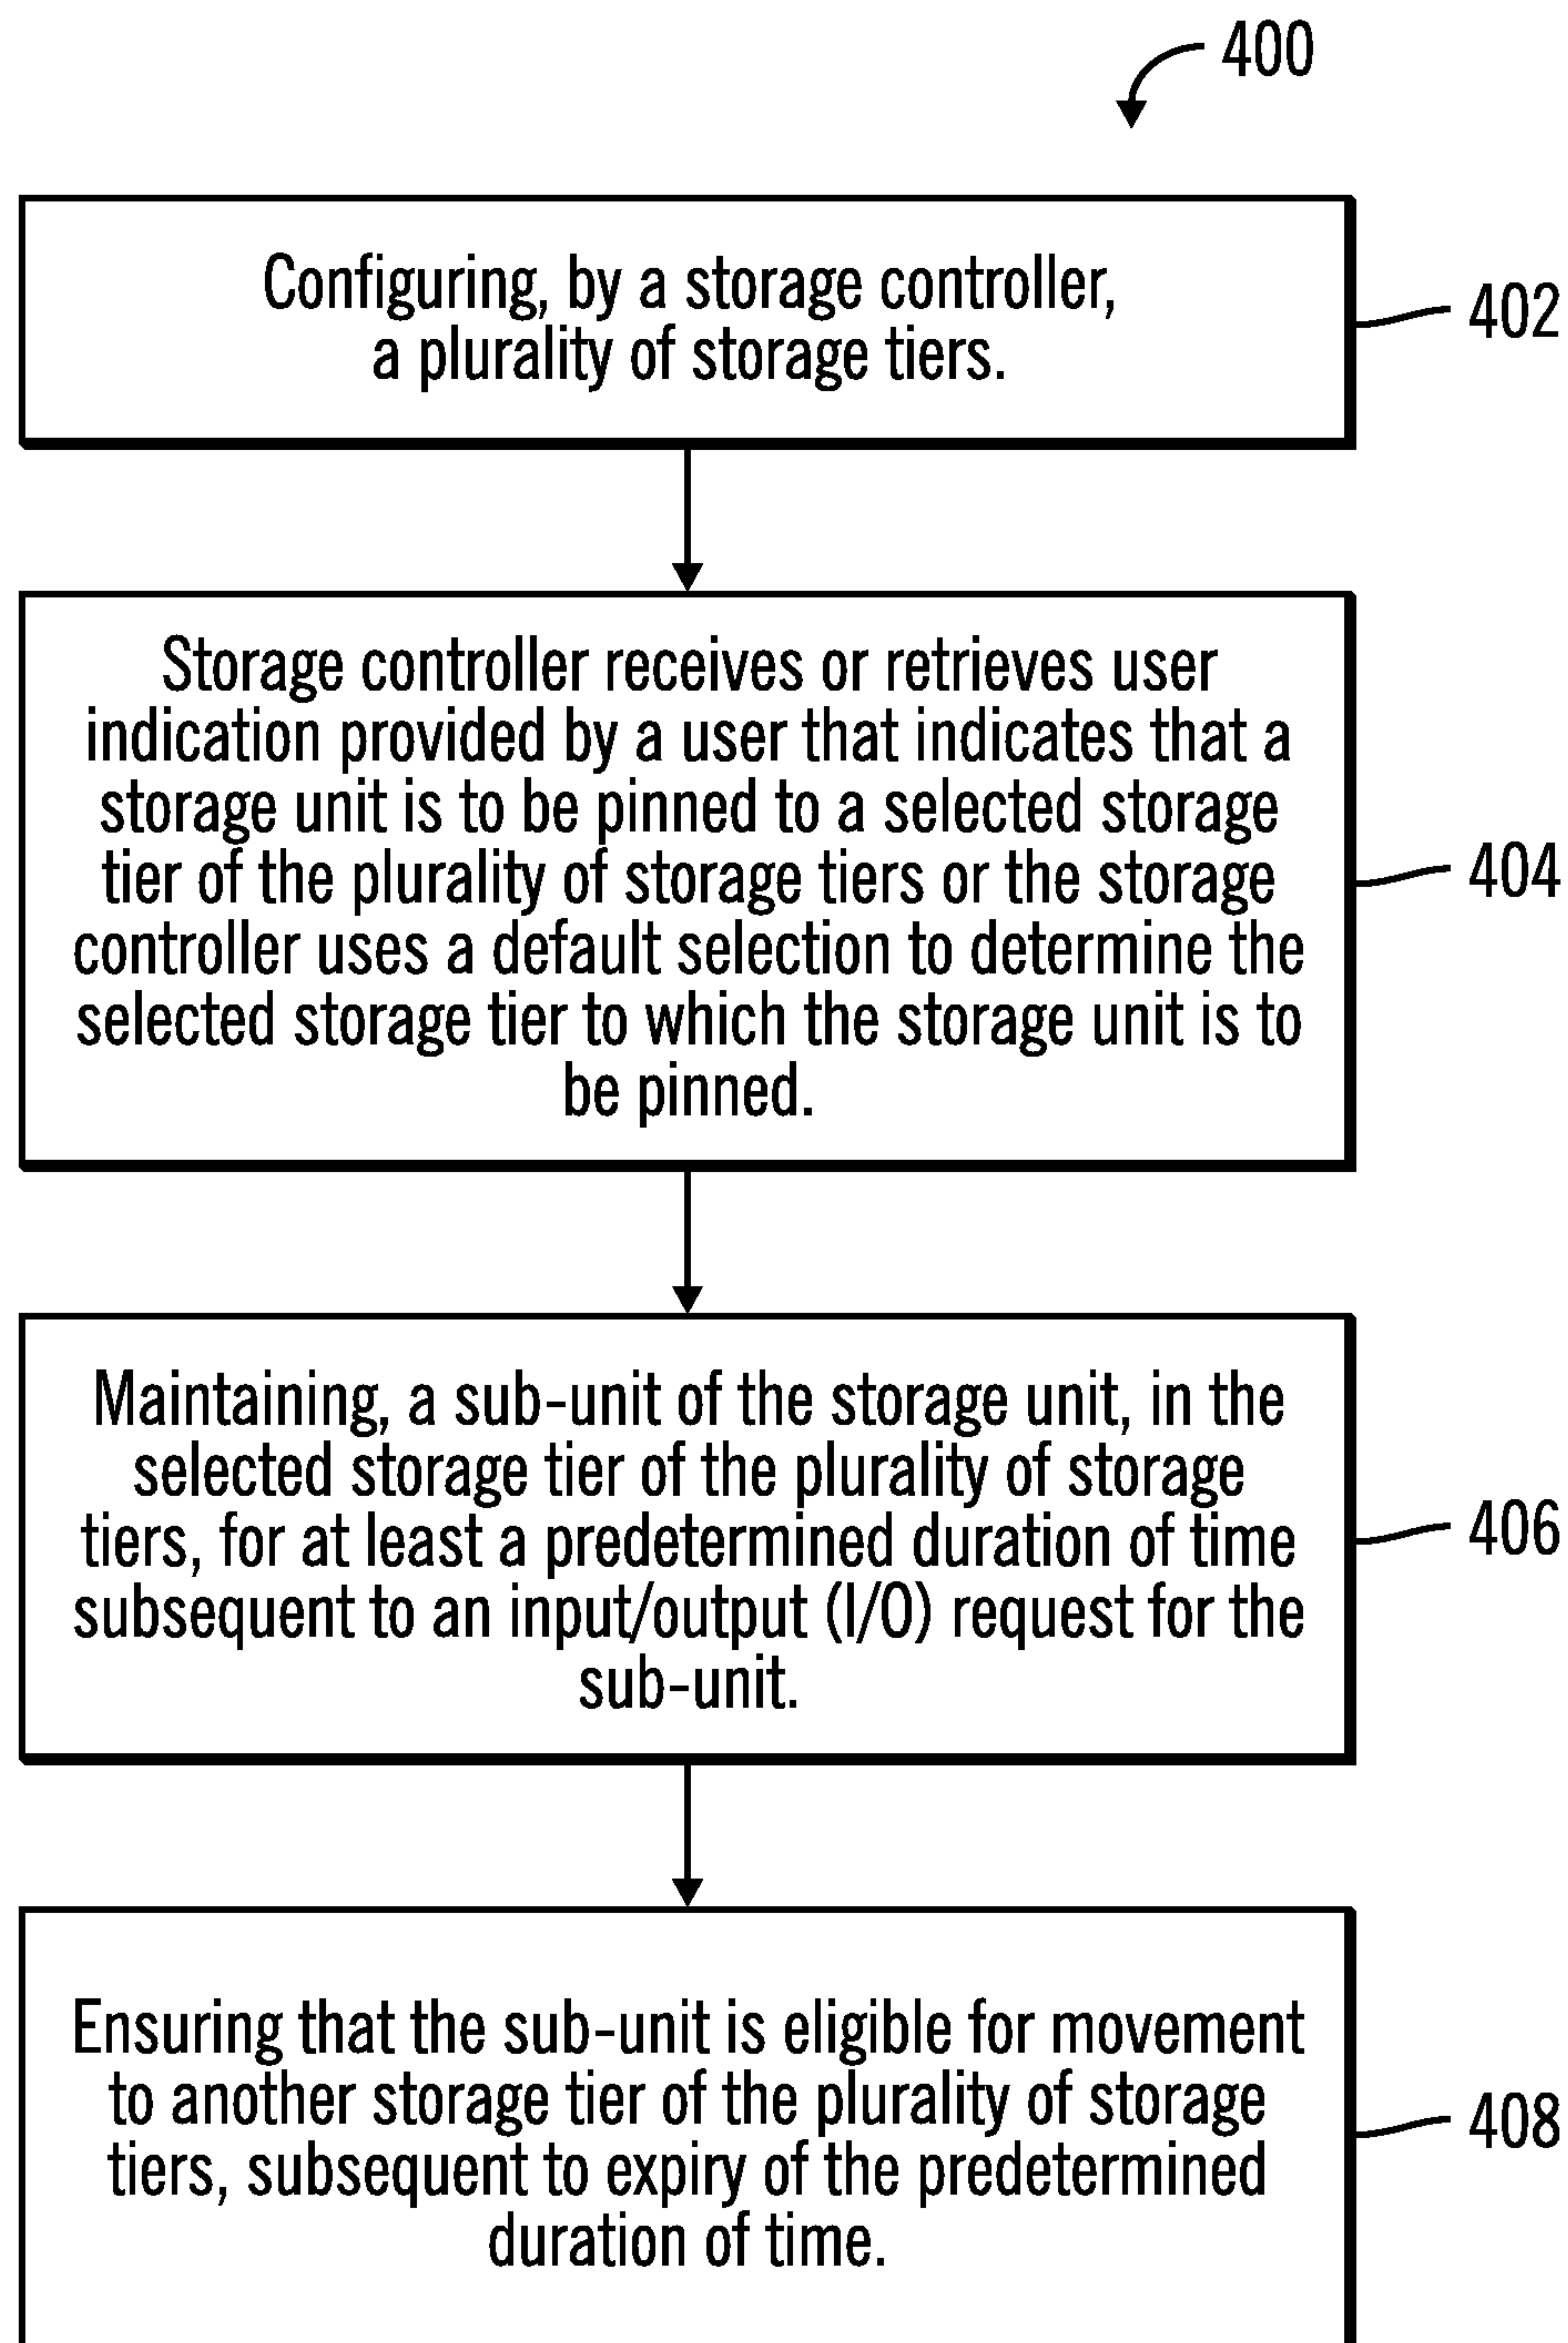 400
Configuring, by a storage controller,
a plurality of storage tiers.
402
Storage controller receives or retrieves user
indication provided by a user that indicates that a
storage unit is to be pinned to a selected storage
tier of the plurality of storage tiers or the storage
controller uses a default selection to determine the
selected storage tier to which the storage unit is to
be pinned.
404
Maintaining, a sub-unit of the storage unit, in the
selected storage tier of the plurality of storage
tiers, for at least a predetermined duration of time
subsequent to an input/output (I/O) request for the
sub-unit.
406
Ensuring that the sub-unit is eligible for movement
to another storage tier of the plurality of storage
tiers, subsequent to expiry of the predetermined
duration of time.
408